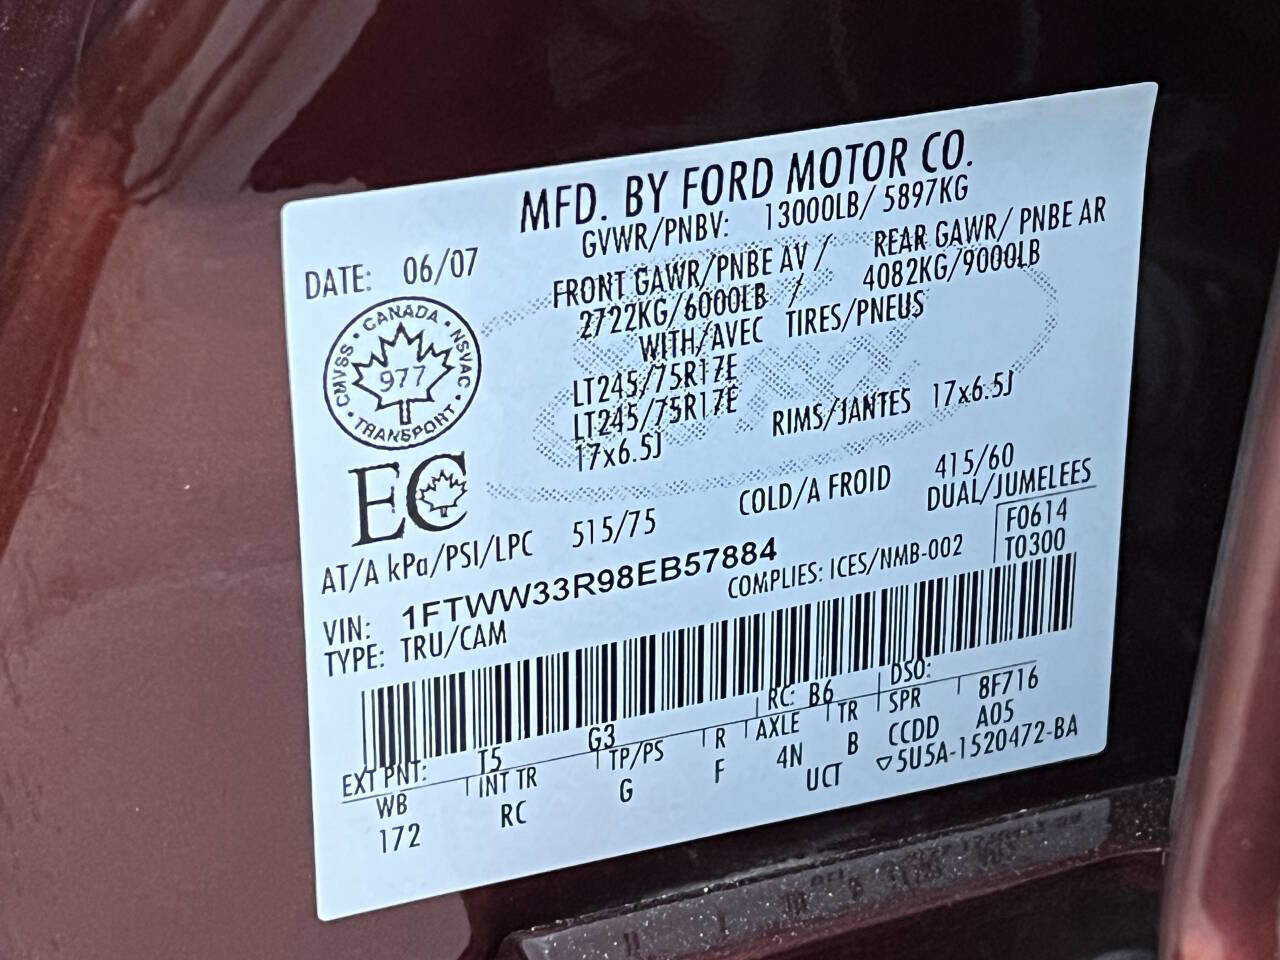 MFD. BY FORD MOTOR CO.
DATE: 06/07
GVWR/PNBV: 13000LB/ 5897KG
FRONT GAWR/PNBE AV / REAR GAWR/ PNBE AR
2722KG/6000LB / 4082KG/9000LB
WITH/AVEC TIRES/PNEUS
LT245/75R17E
LT245/75R17E
17x6.5J RIMS/JANTES 17x6.5J
CANADA · NSVAC · TRANSPORT · CMVSS
977
EC
AT/A kPa/PSI/LPC 515/75 COLD/A FROID 415/60
DUAL/JUMELEES
VIN: 1FTWW33R98EB57884
F0614
T0300
TYPE: TRU/CAM COMPLIES: ICES/NMB-002
EXT PNT: T5 G3 RC: B6 DSO:
WB INT TR TP/PS R AXLE TR SPR 8F716
172 RC G F 4N B CCDD A05
UCT ▽5U5A-1520472-BA